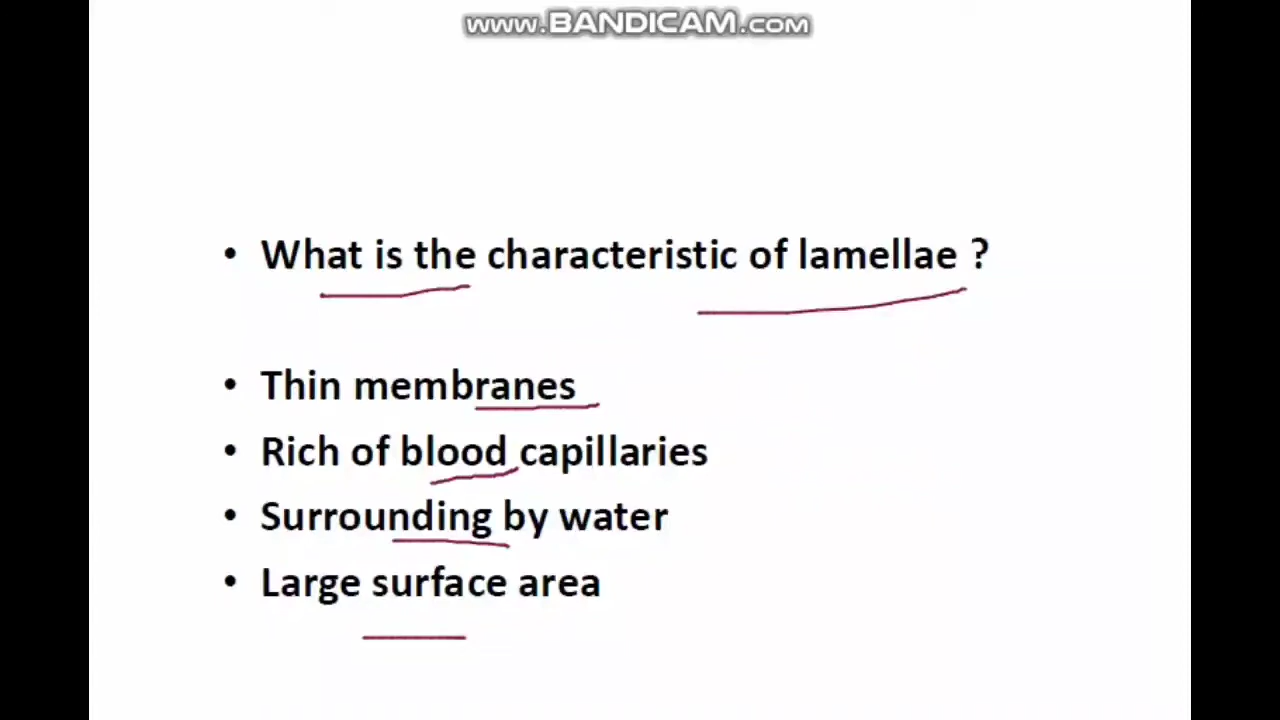 www.BANDICAM.com
• What is the characteristic of lamellae ?
• Thin membranes
• Rich of blood capillaries
• Surrounding by water
• Large surface area